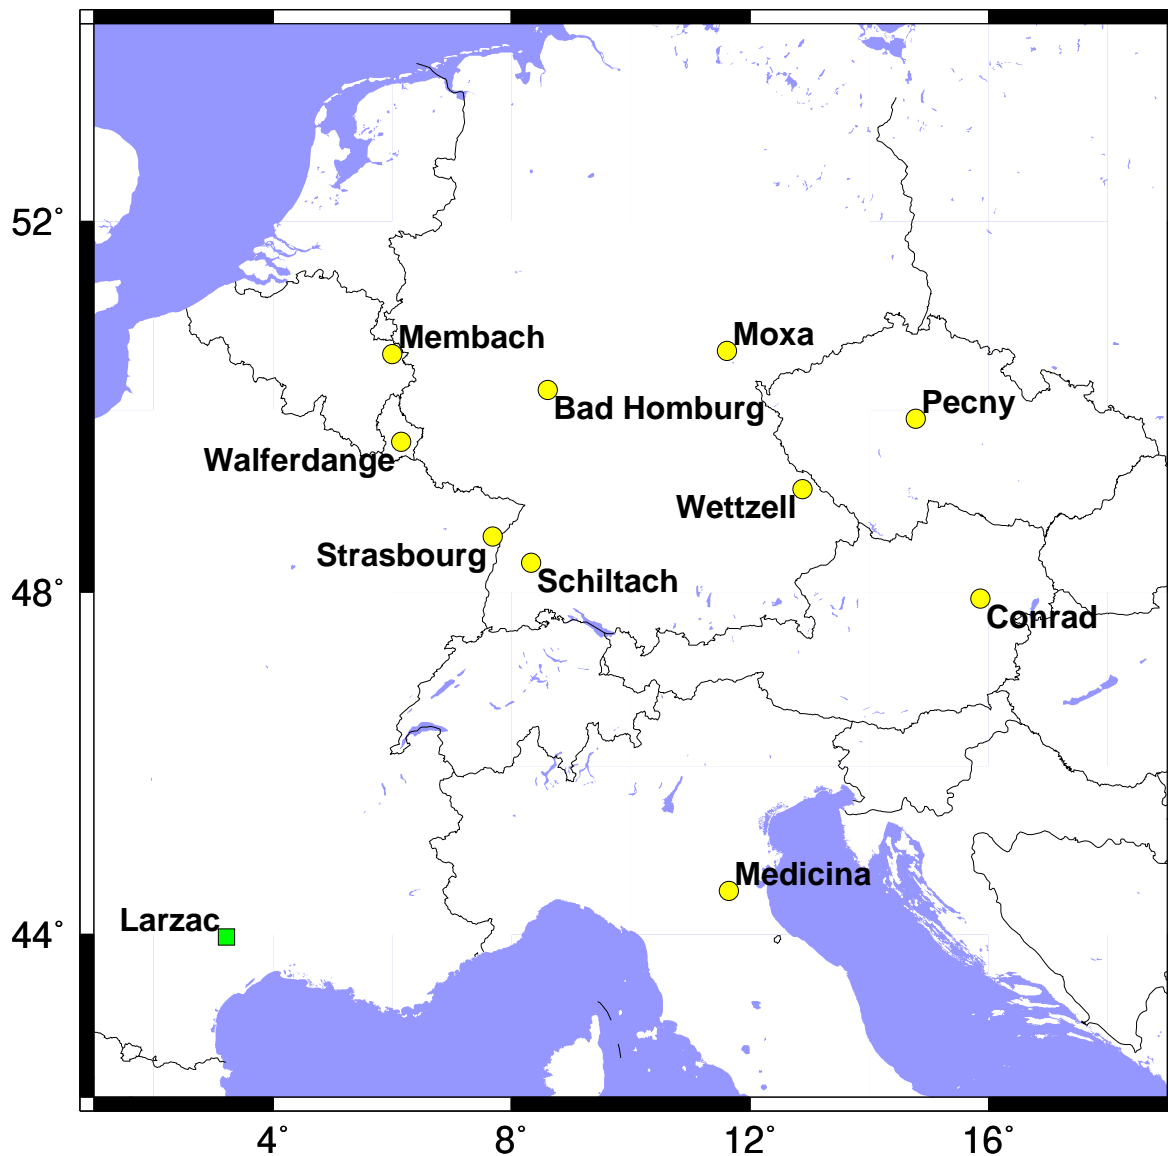 52°
Membach
Moxa
Bad Homburg
Pecny
Walferdange
Wettzell
Strasbourg
Schiltach
48°
Conrad
Medicina
Larzac
44°
4°
8°
12°
16°